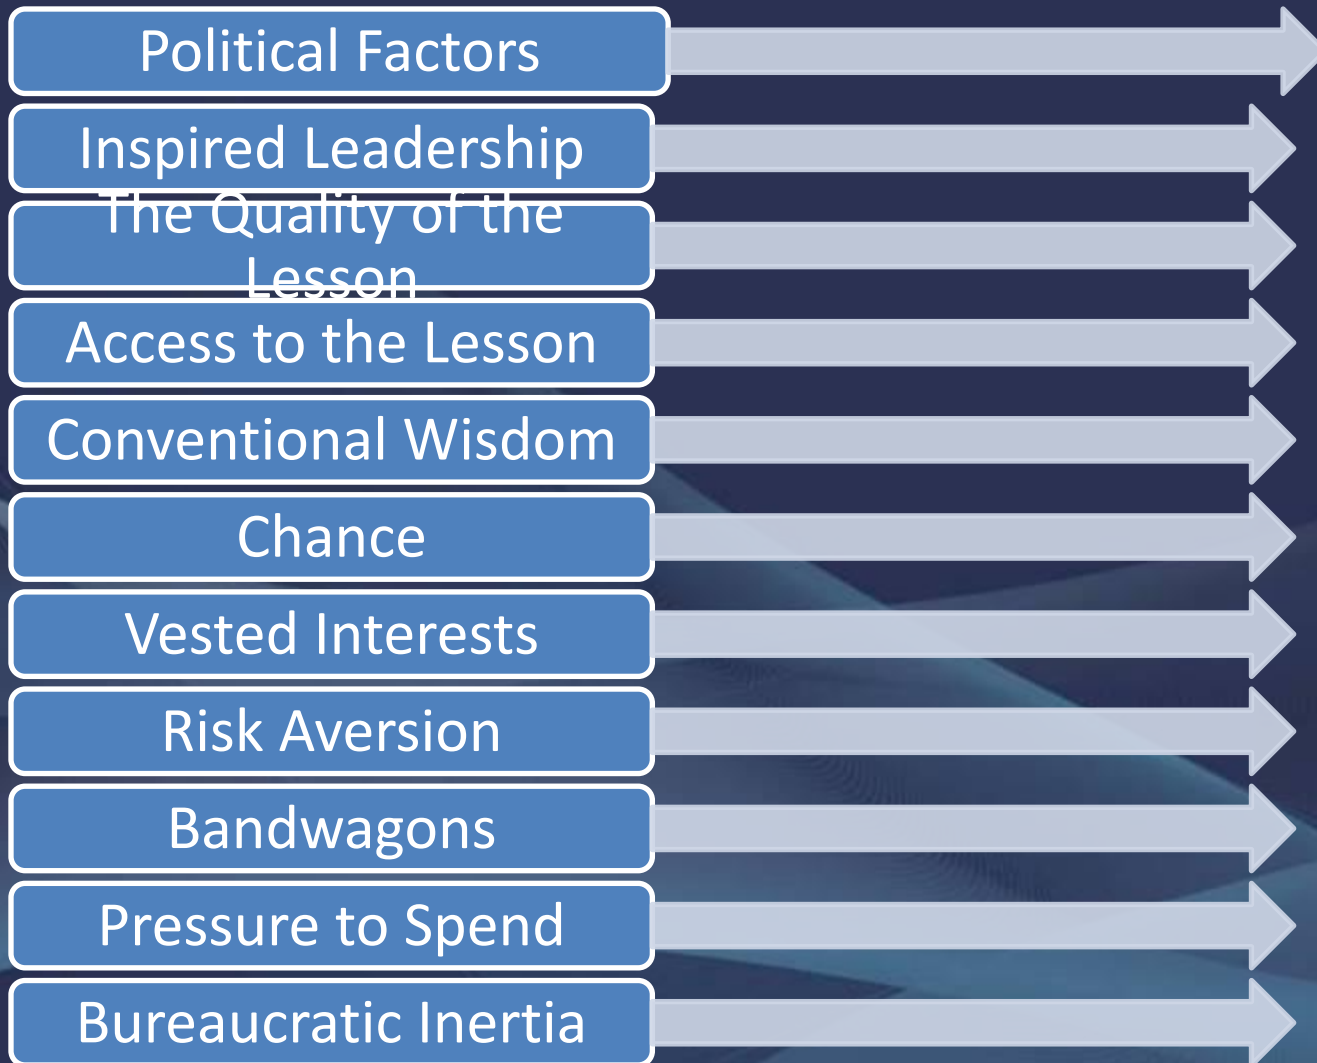 Political Factors
Inspired Leadership
The Quality of the
Lesson
Access to the Lesson
Conventional Wisdom
Chance
Vested Interests
Risk Aversion
Bandwagons
Pressure to Spend
Bureaucratic Inertia